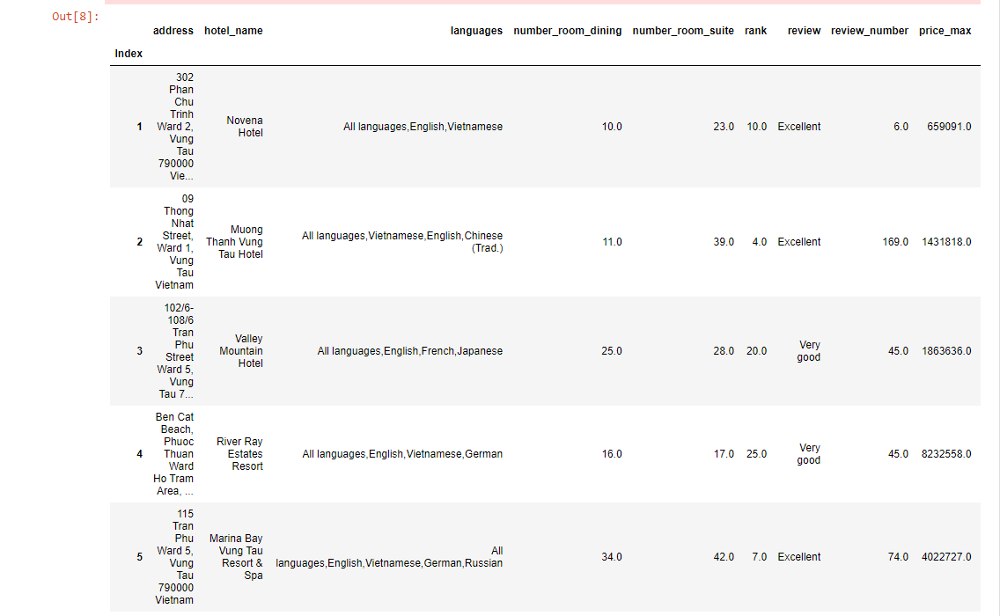 Out[8]:
address hotel_name languages number_room_dining number_room_suite rank review review_number price_max
Index
302
Phan
Chu
Trinh
Ward 2,
Vung
Tau
790000
Vie...
1
Novena
Hotel
All languages,English,Vietnamese
10.0 23.0 10.0 Excellent 6.0 659091.0
09
Thong
Nhat
Street,
Ward 1,
Vung
Tau
Vietnam
2
Muong
Thanh Vung
Tau Hotel
All languages,Vietnamese,English,Chinese
(Trad.)
11.0 39.0 4.0 Excellent 169.0 1431818.0
102/6-
108/6
Tran
Phu
Street
Ward 5,
Vung
Tau 7...
3
Valley
Mountain
Hotel
All languages,English,French,Japanese
25.0 28.0 20.0
Very
good
45.0 1863636.0
Ben Cat
Beach,
Phuoc
Thuan
Ward
Ho Tram
Area, ...
4
River Ray
Estates
Resort
All languages,English,Vietnamese,German
16.0 17.0 25.0
Very
good
45.0 8232558.0
115
Tran
Phu
Ward 5,
Vung
Tau
790000
Vietnam
5
Marina Bay
Vung Tau
Resort &
Spa
All
languages,English,Vietnamese,German,Russian
34.0 42.0 7.0 Excellent 74.0 4022727.0